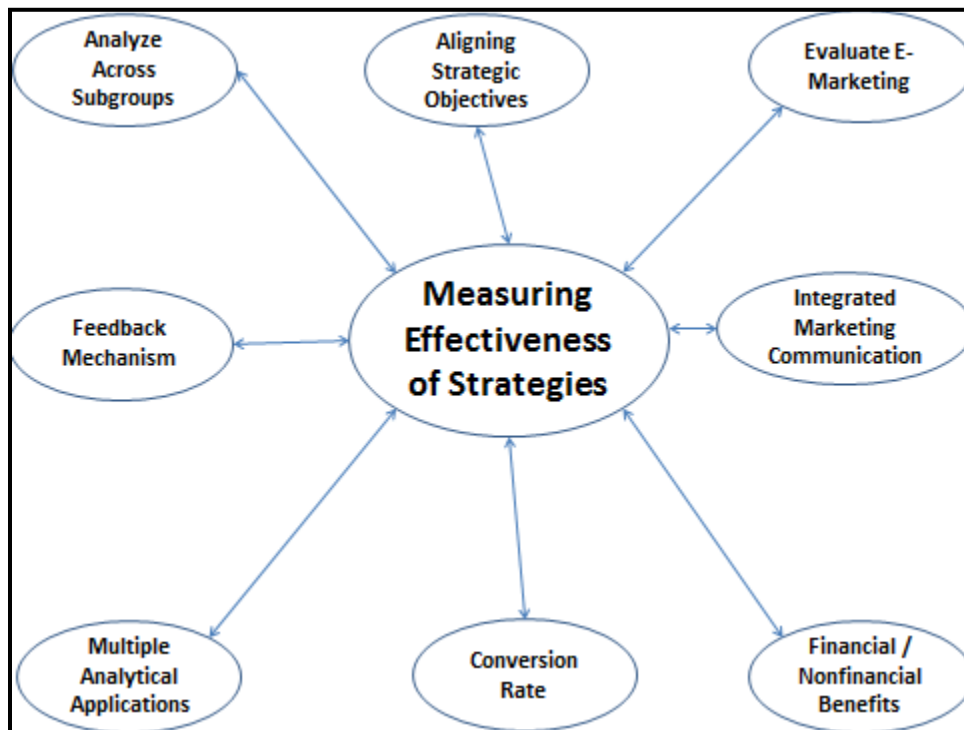 Analyze
Across
Subgroups
Aligning
Strategic
Objectives
Evaluate E-
Marketing
Feedback
Mechanism
Measuring
Effectiveness
of Strategies
Integrated
Marketing
Communication
Multiple
Analytical
Applications
Conversion
Rate
Financial /
Nonfinancial
Benefits